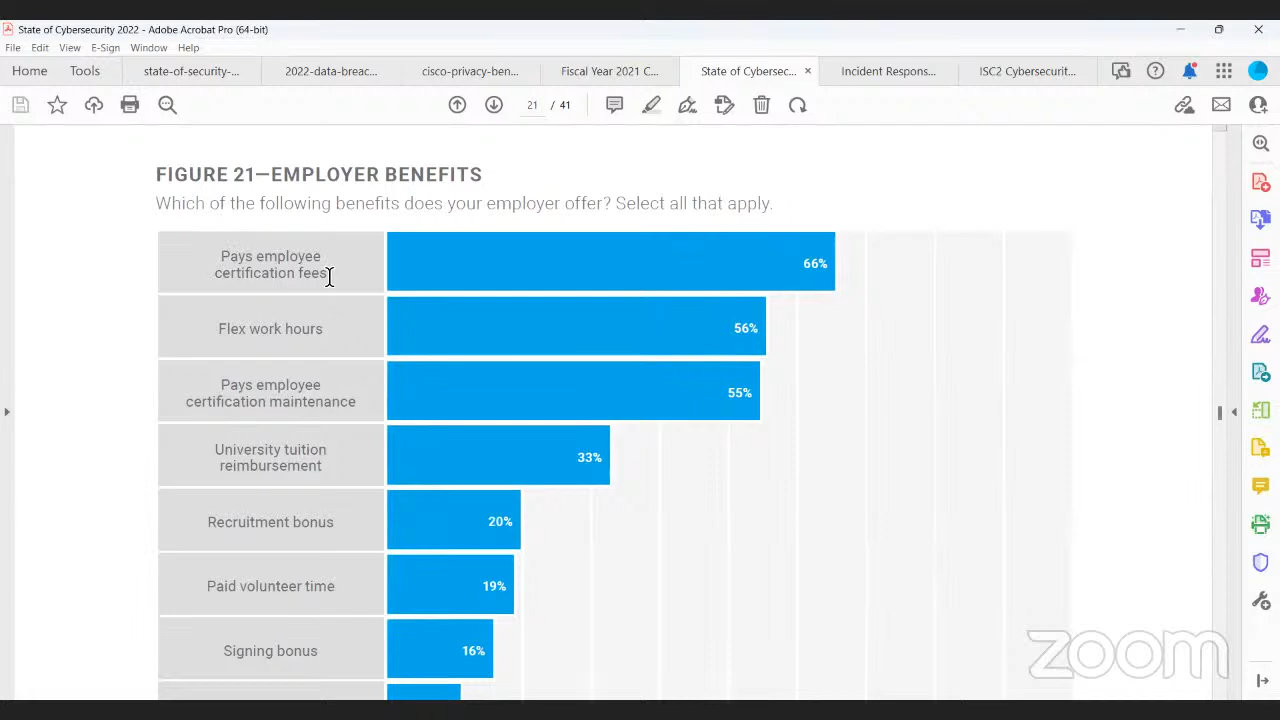 State of Cybersecurity 2022 - Adobe Acrobat Pro (64-bit)
File Edit View E-Sign Window Help
Home Tools state-of-security-... 2022-data-breac... cisco-privacy-ben... Fiscal Year 2021 C... State of Cybersec... × Incident Respons... ISC2 Cybersecurit...
21 / 41
FIGURE 21—EMPLOYER BENEFITS
Which of the following benefits does your employer offer? Select all that apply.
Pays employee
certification fees
66%
Flex work hours
56%
Pays employee
certification maintenance
55%
University tuition
reimbursement
33%
Recruitment bonus
20%
Paid volunteer time
19%
Signing bonus
16%
zoom